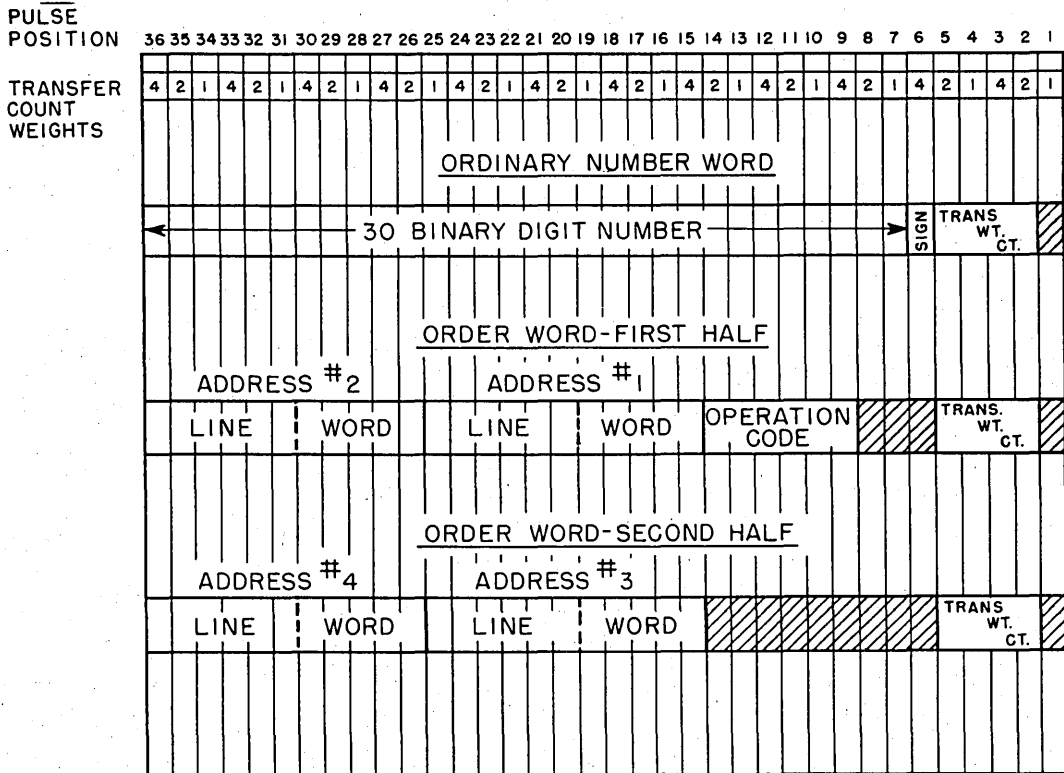 PULSE
POSITION 36 35 34 33 32 31 30 29 28 27 26 25 24 23 22 21 20 19 18 17 16 15 14 13 12 11 10 9 8 7 6 5 4 3 2 1
TRANSFER COUNT WEIGHTS 4 2 1 4 2 1 4 2 1 4 2 1 4 2 1 4 2 1 4 2 1 4 2 1 4 2 1 4 2 1 4 2 1 4 2 1
ORDINARY NUMBER WORD
30 BINARY DIGIT NUMBER SIGN TRANS WT. CT.
ORDER WORD-FIRST HALF
ADDRESS #2 ADDRESS #1
LINE WORD LINE WORD OPERATION CODE TRANS. WT. CT.
ORDER WORD-SECOND HALF
ADDRESS #4 ADDRESS #3
LINE WORD LINE WORD TRANS WT. CT.